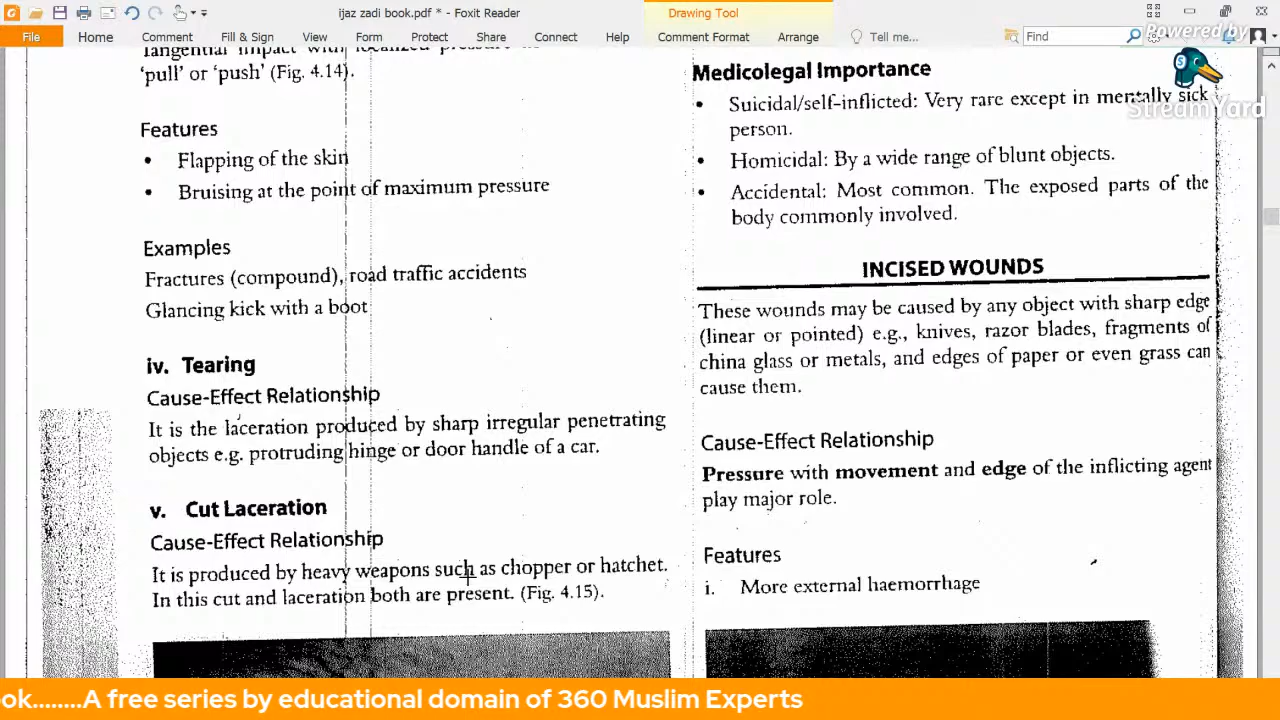 ijaz zadi book.pdf * - Foxit Reader
Drawing Tool
File
Home
Comment
Fill & Sign
View
Form
Protect
Share
Connect
Help
Comment Format
Arrange
Tell me...
Find
Powered by
StreamYard
Tangential impact with localized pressure
'pull' or 'push' (Fig. 4.14).
Features
• Flapping of the skin
• Bruising at the point of maximum pressure
Examples
Fractures (compound), road traffic accidents
Glancing kick with a boot
iv. Tearing
Cause-Effect Relationship
It is the laceration produced by sharp irregular penetrating
objects e.g. protruding hinge or door handle of a car.
v. Cut Laceration
Cause-Effect Relationship
It is produced by heavy weapons such as chopper or hatchet.
In this cut and laceration both are present. (Fig. 4.15).
Medicolegal Importance
• Suicidal/self-inflicted: Very rare except in mentally sick
person.
• Homicidal: By a wide range of blunt objects.
• Accidental: Most common. The exposed parts of the
body commonly involved.
INCISED WOUNDS
These wounds may be caused by any object with sharp edge
(linear or pointed) e.g., knives, razor blades, fragments of
china glass or metals, and edges of paper or even grass can
cause them.
Cause-Effect Relationship
Pressure with movement and edge of the inflicting agent
play major role.
Features
i. More external haemorrhage
ook........A free series by educational domain of 360 Muslim Experts